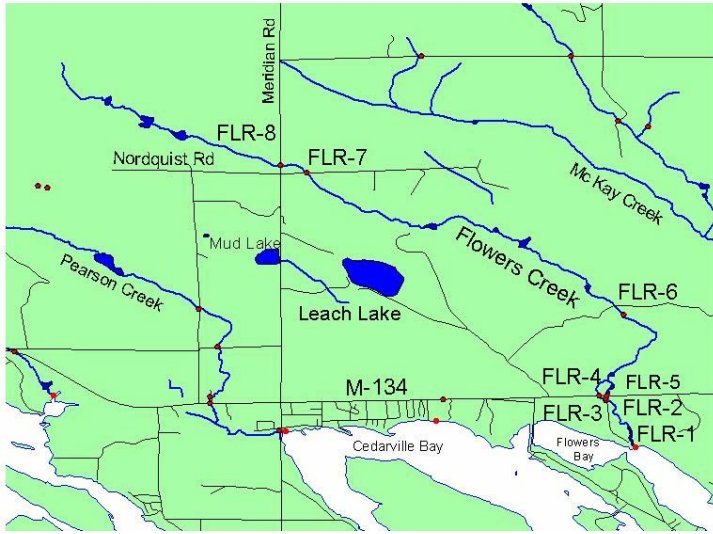 Meridian Rd
FLR-8
FLR-7
Nordquist Rd
Mc Kay Creek
Mud Lake
Flowers Creek
Pearson Creek
Leach Lake
FLR-6
M-134
FLR-4
FLR-5
FLR-3
FLR-2
FLR-1
Cedarville Bay
Flowers
Bay